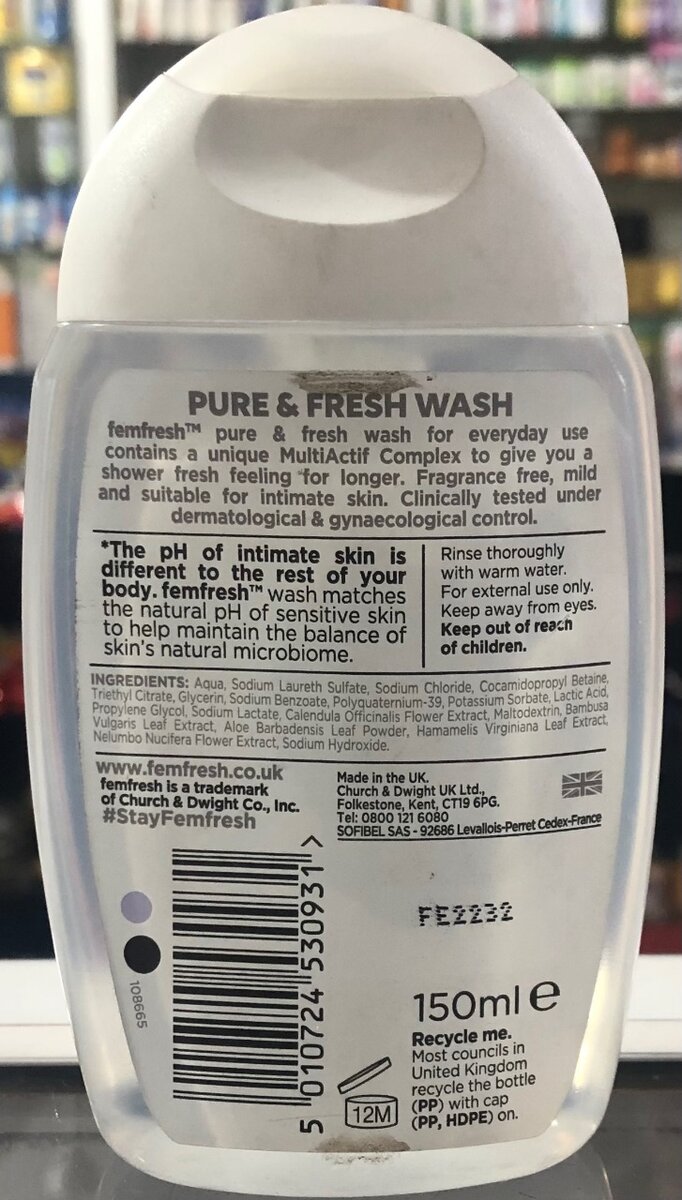 PURE & FRESH WASH
femfresh™ pure & fresh wash for everyday use
contains a unique MultiActif Complex to give you a
shower fresh feeling for longer. Fragrance free, mild
and suitable for intimate skin. Clinically tested under
dermatological & gynaecological control.
*The pH of intimate skin is
different to the rest of your
body. femfresh™ wash matches
the natural pH of sensitive skin
to help maintain the balance of
skin's natural microbiome.
Rinse thoroughly
with warm water.
For external use only.
Keep away from eyes.
Keep out of reach
of children.
INGREDIENTS: Aqua, Sodium Laureth Sulfate, Sodium Chloride, Cocamidopropyl Betaine,
Triethyl Citrate, Glycerin, Sodium Benzoate, Polyquaternium-39, Potassium Sorbate, Lactic Acid,
Propylene Glycol, Sodium Lactate, Calendula Officinalis Flower Extract, Maltodextrin, Bambusa
Vulgaris Leaf Extract, Aloe Barbadensis Leaf Powder, Hamamelis Virginiana Leaf Extract,
Nelumbo Nucifera Flower Extract, Sodium Hydroxide.
www.femfresh.co.uk
femfresh is a trademark
of Church & Dwight Co., Inc.
#StayFemfresh
Made in the UK.
Church & Dwight UK Ltd.,
Folkestone, Kent, CT19 6PG.
Tel: 0800 121 6080
SOFIBEL SAS - 92686 Levallois-Perret Cedex-France
108665
5 010724 530931 >
FE2232
150ml e
Recycle me.
Most councils in
United Kingdom
recycle the bottle
(PP) with cap
(PP, HDPE) on.
12M